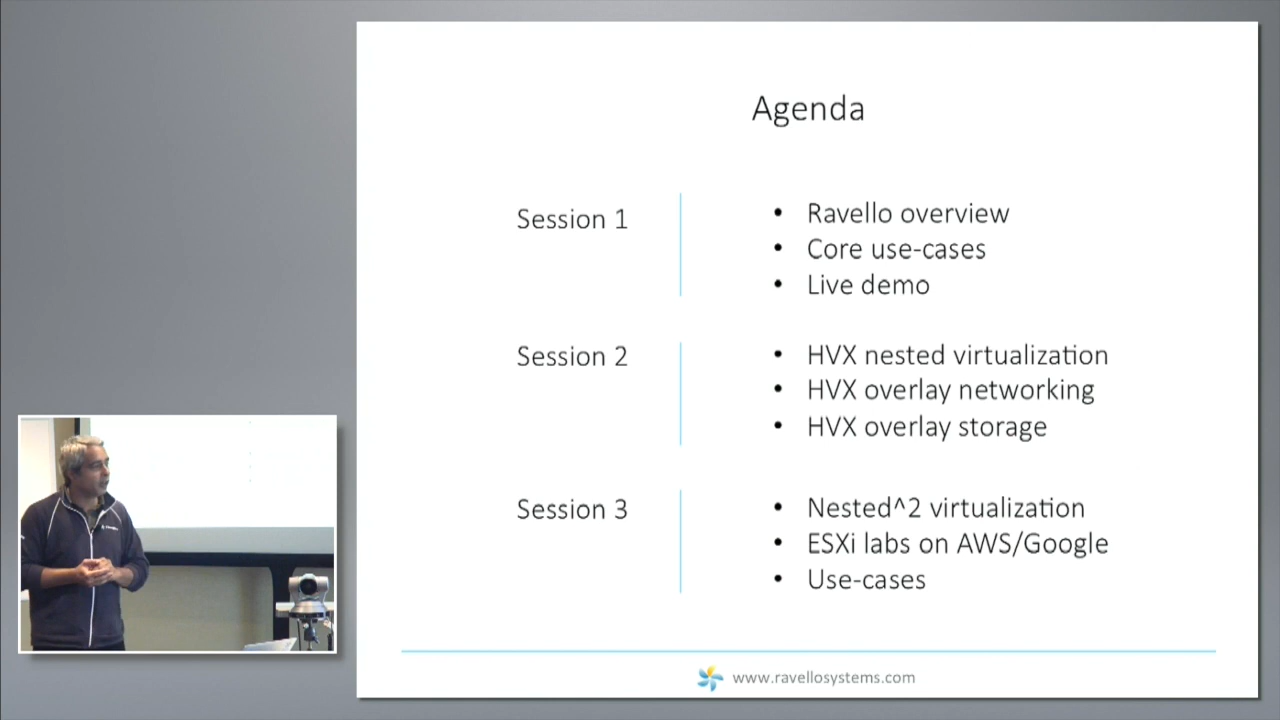 Agenda
Session 1
• Ravello overview
• Core use-cases
• Live demo
Session 2
• HVX nested virtualization
• HVX overlay networking
• HVX overlay storage
Session 3
• Nested^2 virtualization
• ESXi labs on AWS/Google
• Use-cases
www.ravellosystems.com